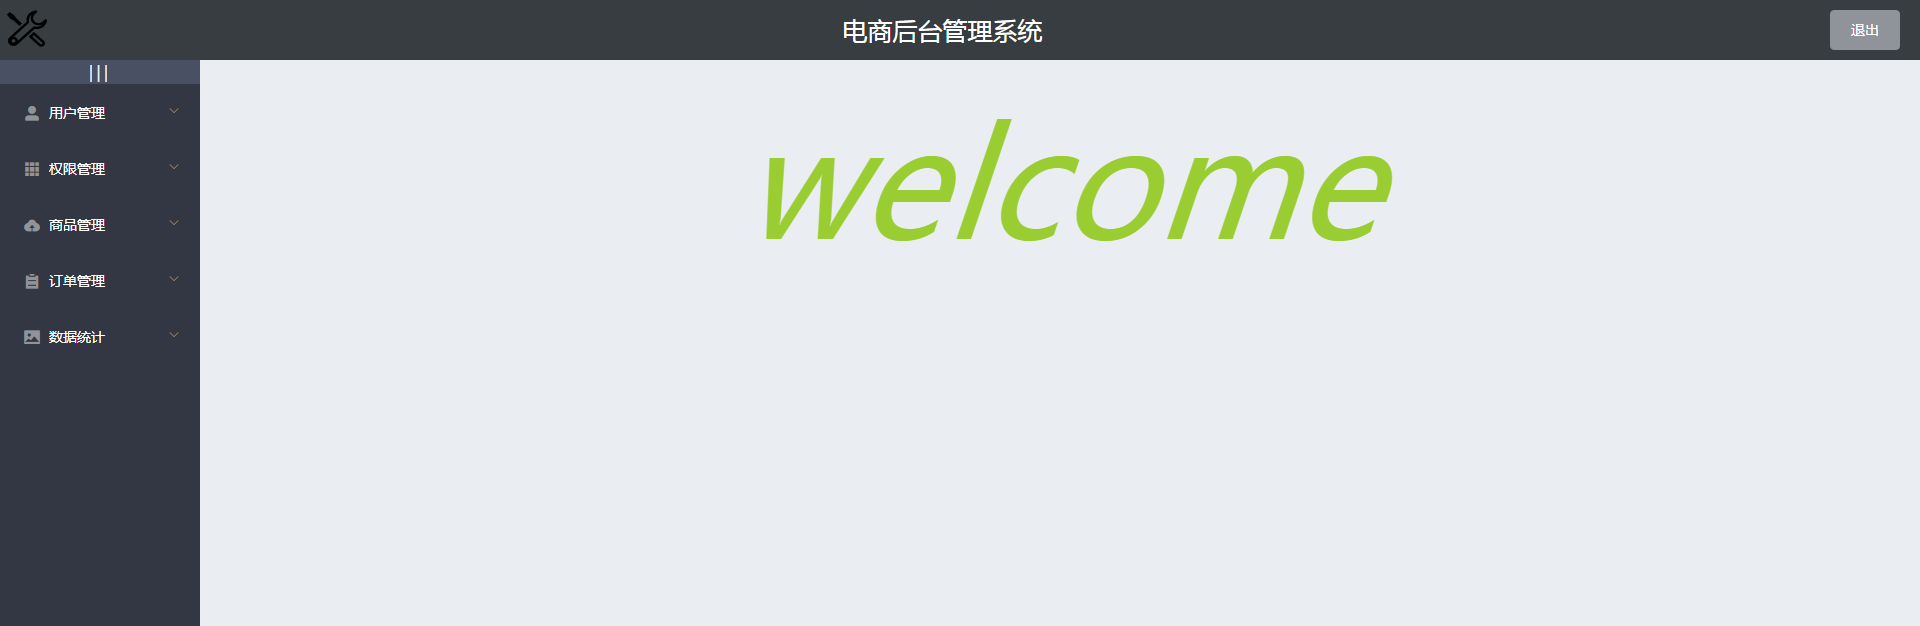 电商后台管理系统
退出
|||
用户管理
权限管理
商品管理
订单管理
数据统计
welcome